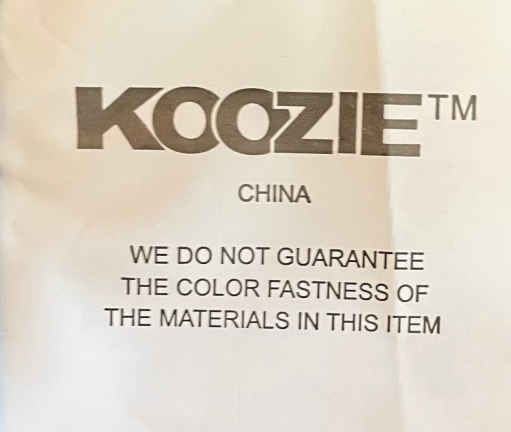 KOOZIE™
CHINA
WE DO NOT GUARANTEE
THE COLOR FASTNESS OF
THE MATERIALS IN THIS ITEM